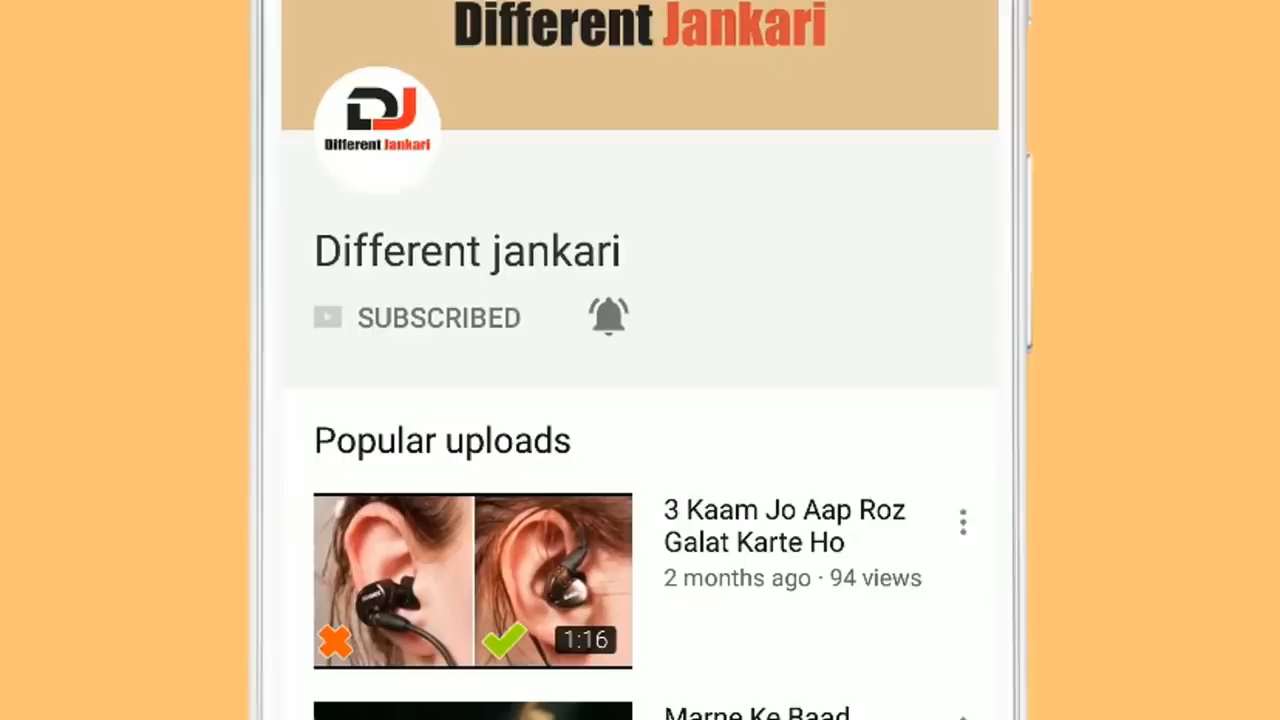 Different Jankari
DJ
Different Jankari
Different jankari
SUBSCRIBED
Popular uploads
3 Kaam Jo Aap Roz
Galat Karte Ho
2 months ago · 94 views
1:16
Marne Ke Baad